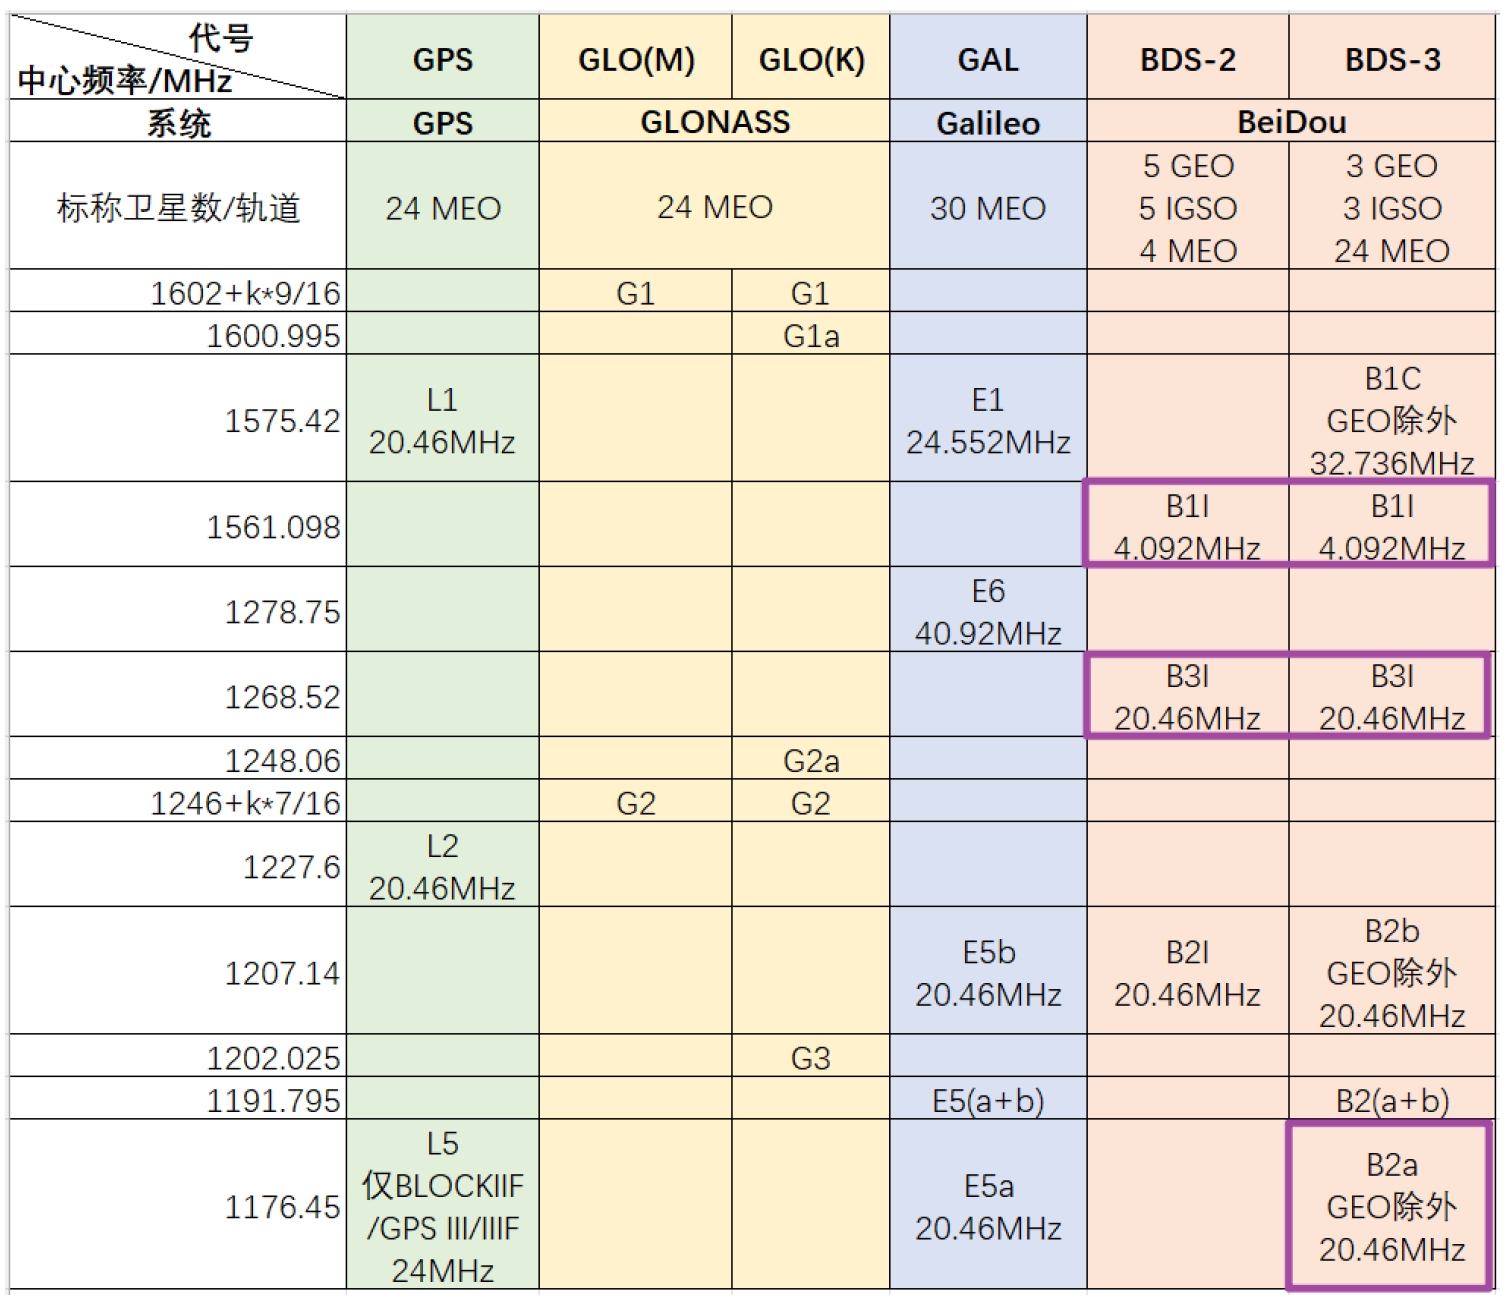 代号
中心频率/MHz
GPS
GLO(M)
GLO(K)
GAL
BDS-2
BDS-3
系统
GPS
GLONASS
Galileo
BeiDou
标称卫星数/轨道
24 MEO
24 MEO
30 MEO
5 GEO
5 IGSO
4 MEO
3 GEO
3 IGSO
24 MEO
1602+k*9/16
G1
G1
1600.995
G1a
1575.42
L1
20.46MHz
E1
24.552MHz
B1C
GEO除外
32.736MHz
1561.098
B1I
4.092MHz
B1I
4.092MHz
1278.75
E6
40.92MHz
1268.52
B3I
20.46MHz
B3I
20.46MHz
1248.06
G2a
1246+k*7/16
G2
G2
1227.6
L2
20.46MHz
1207.14
E5b
20.46MHz
B2I
20.46MHz
B2b
GEO除外
20.46MHz
1202.025
G3
1191.795
E5(a+b)
B2(a+b)
1176.45
L5
仅BLOCKIIF
/GPS III/IIIF
24MHz
E5a
20.46MHz
B2a
GEO除外
20.46MHz